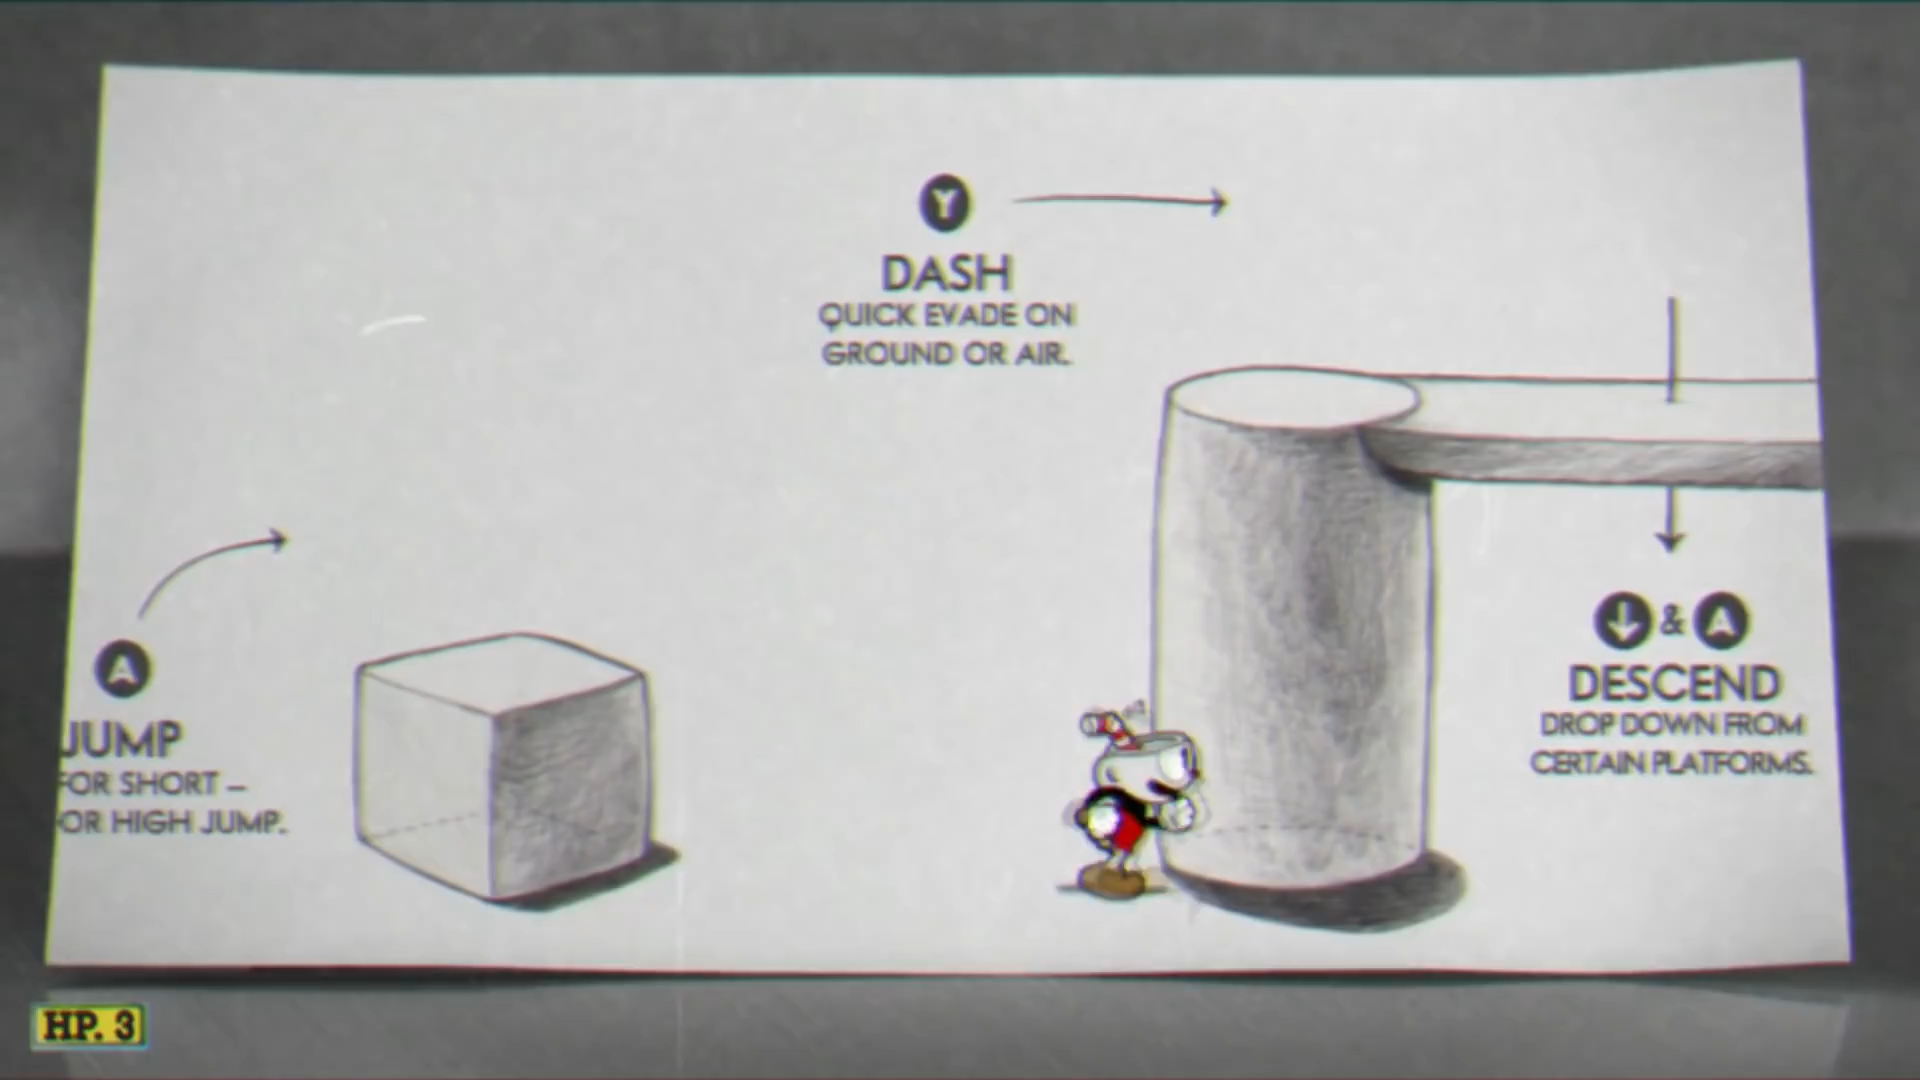 Y
DASH
QUICK EVADE ON
GROUND OR AIR.
A
JUMP
FOR SHORT –
OR HIGH JUMP.
& A
DESCEND
DROP DOWN FROM
CERTAIN PLATFORMS.
HP. 3